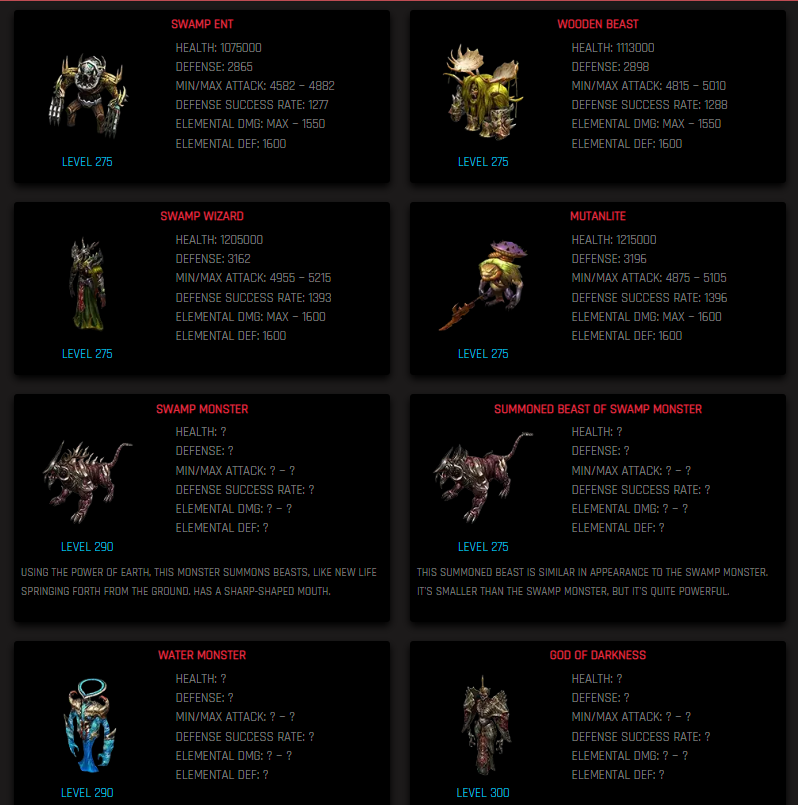 SWAMP ENT
HEALTH: 1075000
DEFENSE: 2865
MIN/MAX ATTACK: 4582 – 4882
DEFENSE SUCCESS RATE: 1277
ELEMENTAL DMG: MAX – 1550
ELEMENTAL DEF: 1600
LEVEL 275
WOODEN BEAST
HEALTH: 1113000
DEFENSE: 2898
MIN/MAX ATTACK: 4815 – 5010
DEFENSE SUCCESS RATE: 1288
ELEMENTAL DMG: MAX – 1550
ELEMENTAL DEF: 1600
LEVEL 275
SWAMP WIZARD
HEALTH: 1205000
DEFENSE: 3162
MIN/MAX ATTACK: 4955 – 5215
DEFENSE SUCCESS RATE: 1393
ELEMENTAL DMG: MAX – 1600
ELEMENTAL DEF: 1600
LEVEL 275
MUTANLITE
HEALTH: 1215000
DEFENSE: 3196
MIN/MAX ATTACK: 4875 – 5105
DEFENSE SUCCESS RATE: 1396
ELEMENTAL DMG: MAX – 1600
ELEMENTAL DEF: 1600
LEVEL 275
SWAMP MONSTER
HEALTH: ?
DEFENSE: ?
MIN/MAX ATTACK: ? – ?
DEFENSE SUCCESS RATE: ?
ELEMENTAL DMG: ? – ?
ELEMENTAL DEF: ?
LEVEL 290
USING THE POWER OF EARTH, THIS MONSTER SUMMONS BEASTS, LIKE NEW LIFE
SPRINGING FORTH FROM THE GROUND. HAS A SHARP-SHAPED MOUTH.
SUMMONED BEAST OF SWAMP MONSTER
HEALTH: ?
DEFENSE: ?
MIN/MAX ATTACK: ? – ?
DEFENSE SUCCESS RATE: ?
ELEMENTAL DMG: ? – ?
ELEMENTAL DEF: ?
LEVEL 275
THIS SUMMONED BEAST IS SIMILAR IN APPEARANCE TO THE SWAMP MONSTER.
IT'S SMALLER THAN THE SWAMP MONSTER, BUT IT'S QUITE POWERFUL.
WATER MONSTER
HEALTH: ?
DEFENSE: ?
MIN/MAX ATTACK: ? – ?
DEFENSE SUCCESS RATE: ?
ELEMENTAL DMG: ? – ?
ELEMENTAL DEF: ?
LEVEL 290
GOD OF DARKNESS
HEALTH: ?
DEFENSE: ?
MIN/MAX ATTACK: ? – ?
DEFENSE SUCCESS RATE: ?
ELEMENTAL DMG: ? – ?
ELEMENTAL DEF: ?
LEVEL 300